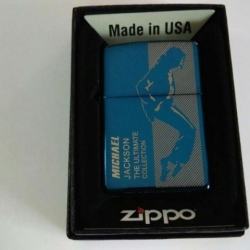 Made in USA
MICHAEL
JACKSON
THE ULTIMATE
COLLECTION
zippo